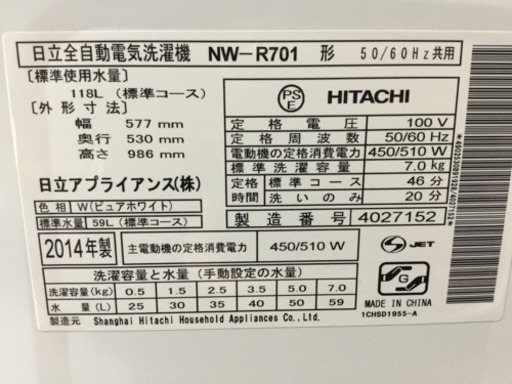 日立全自動電気洗濯機 NW-R701 形 50/60Hz共用
[標準使用水量]
118L (標準コース)
[外形寸法]
幅 577 mm
奥行 530 mm
高さ 986 mm
日立アプライアンス(株)
色相 W(ピュアホワイト)
標準水量 59L (標準コース)
PSE HITACHI
定格電圧 100 V
定格周波数 50/60 Hz
電動機の定格消費電力 450/510 W
標準洗濯容量 7.0 kg
定格時間 標準コース 46 分
洗いのみ 20 分
製造番号 4027152
2014年製 主電動機の定格消費電力 450/510 W
JET
洗濯容量と水量 (手動設定の水量)
洗濯容量(kg) 0.5 1.5 2.5 3.5 5.0 7.0
水量(L) 25 30 35 40 50 59
製造元 Shanghai Hitachi Household Appliances Co., Ltd.
G
MADE IN CHINA
1CHSD1955-A